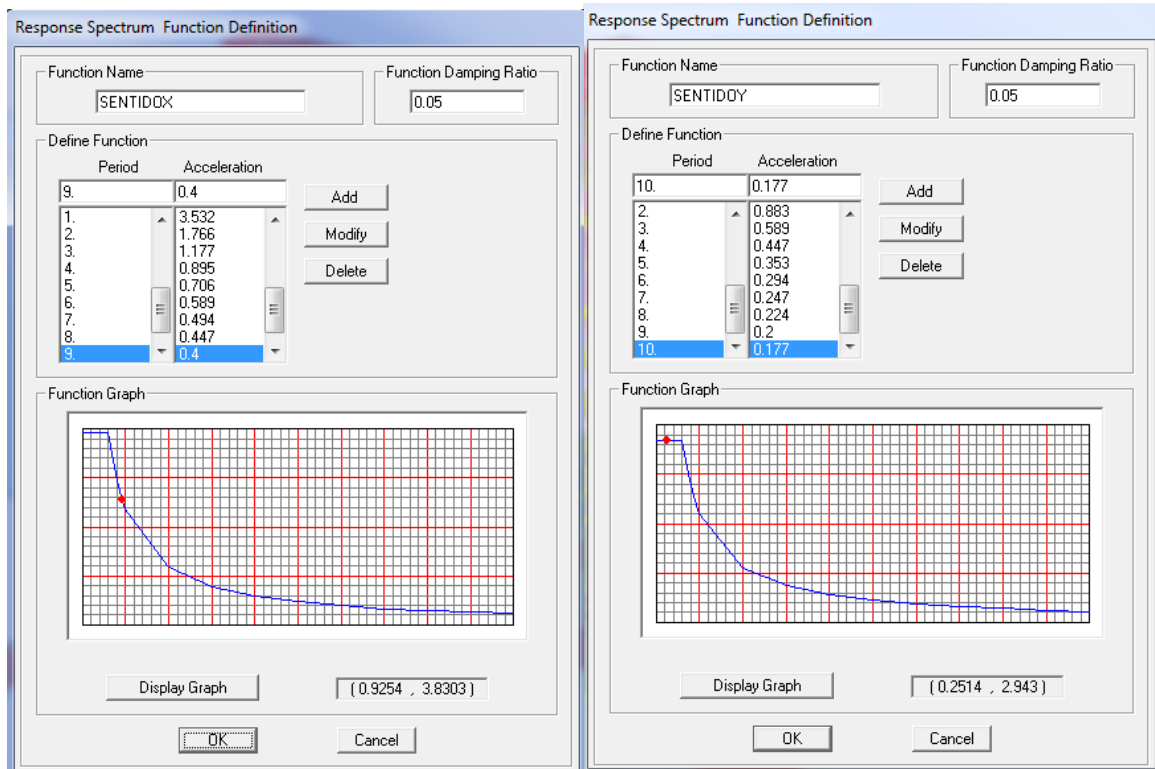 Response Spectrum Function Definition
Function Name
Function Damping Ratio
SENTIDOX
0.05
Define Function
Period
Acceleration
9.
0.4
Add
1.
3.532
2.
1.766
Modify
3.
1.177
4.
0.895
Delete
5.
0.706
6.
0.589
7.
0.494
8.
0.447
9.
0.4
Function Graph
Display Graph
( 0.9254 , 3.8303 )
OK
Cancel
Response Spectrum Function Definition
Function Name
Function Damping Ratio
SENTIDOY
0.05
Define Function
Period
Acceleration
10.
0.177
Add
2.
0.883
3.
0.589
Modify
4.
0.447
5.
0.353
Delete
6.
0.294
7.
0.247
8.
0.224
9.
0.2
10.
0.177
Function Graph
Display Graph
( 0.2514 , 2.943 )
OK
Cancel